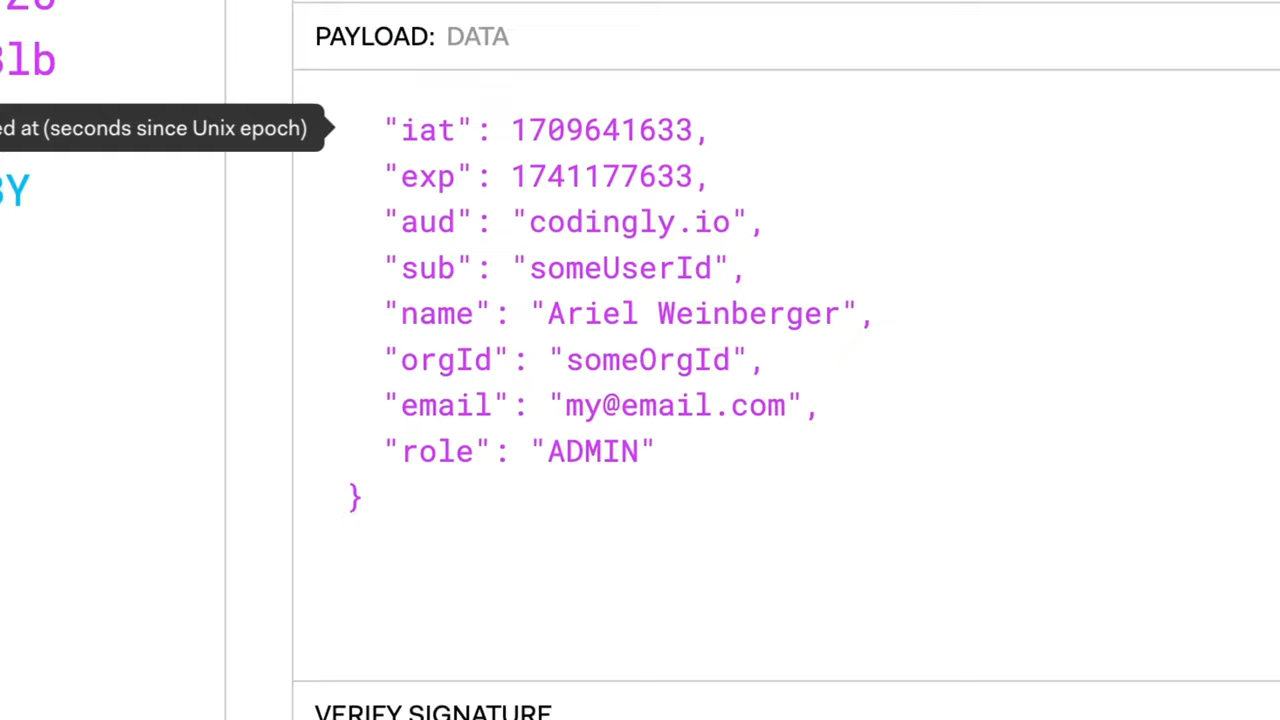 lb
PAYLOAD: DATA
ed at (seconds since Unix epoch)
"iat": 1709641633,
"exp": 1741177633,
Y
"aud": "codingly.io",
"sub": "someUserId",
"name": "Ariel Weinberger",
"orgId": "someOrgId",
"email": "my@email.com",
"role": "ADMIN"
}
VERIFY SIGNATURE